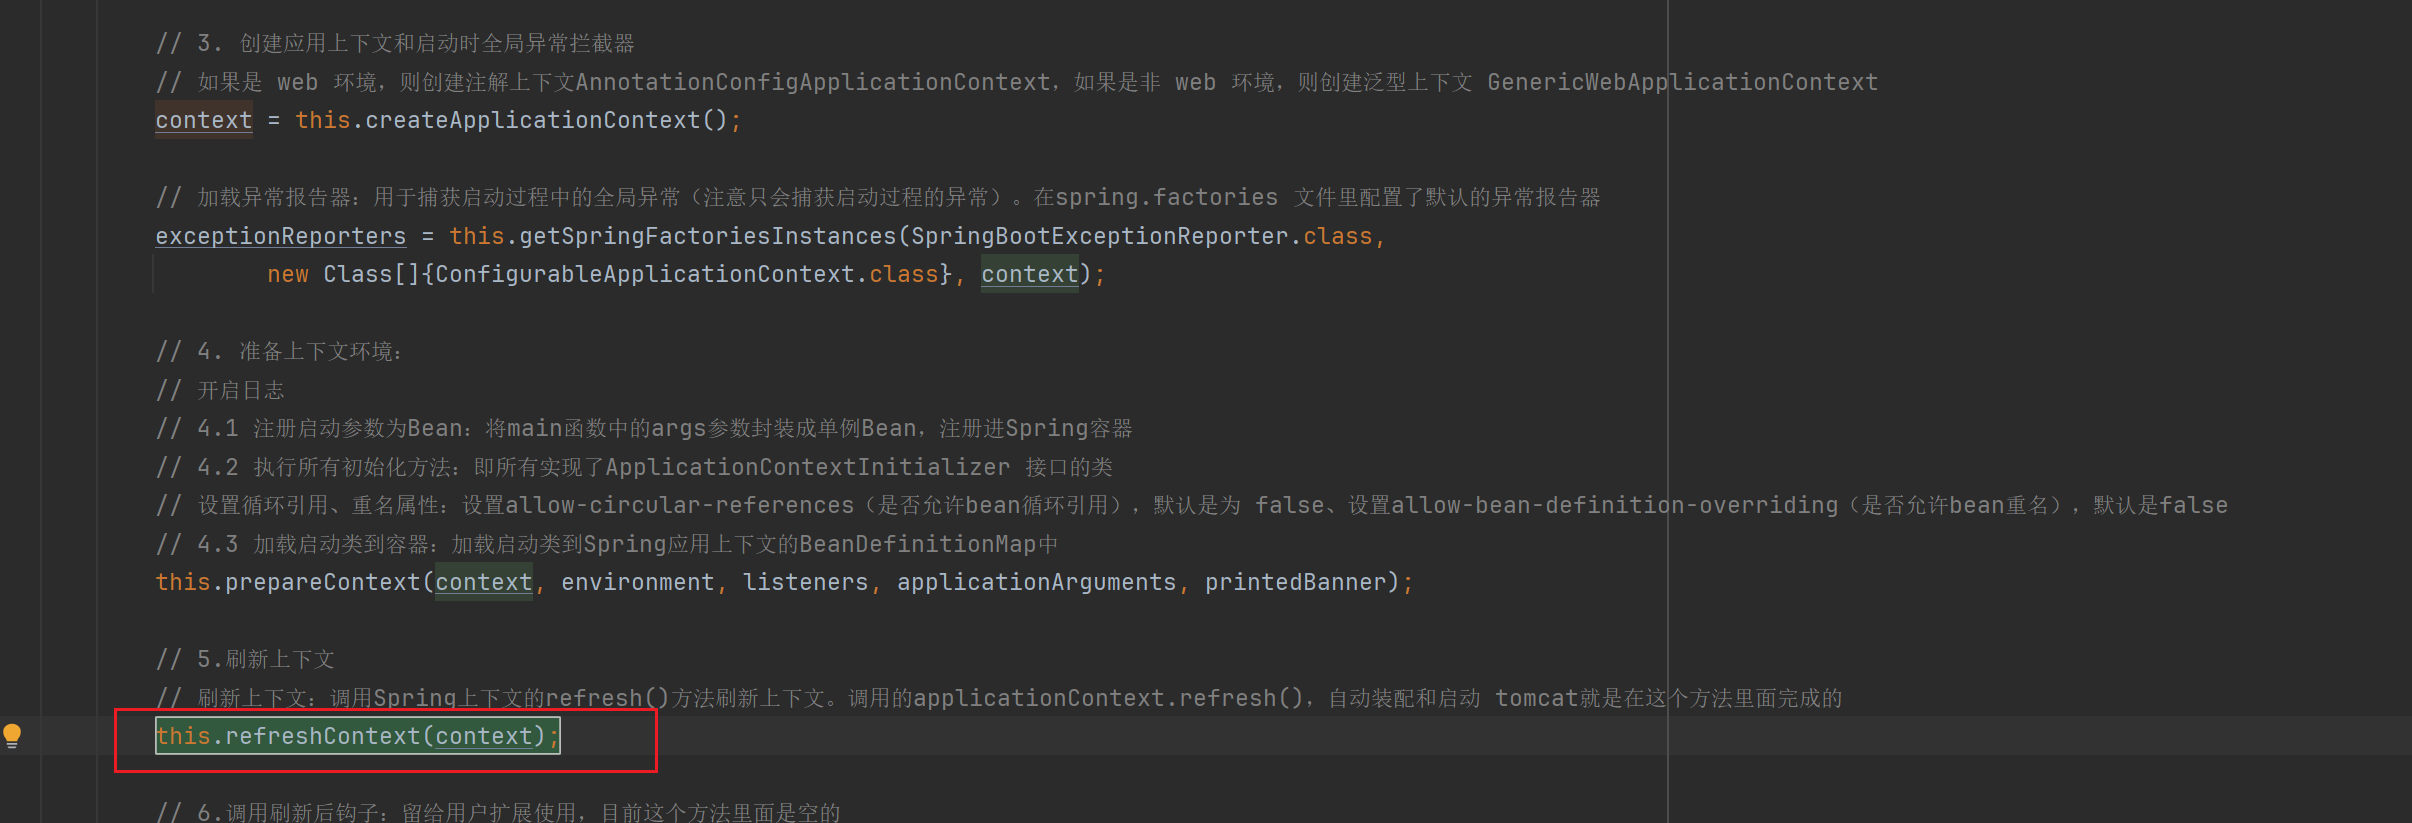 // 3. 创建应用上下文和启动时全局异常拦截器
// 如果是 web 环境，则创建注解上下文AnnotationConfigApplicationContext，如果是非 web 环境，则创建泛型上下文 GenericWebApplicationContext
context = this.createApplicationContext();
// 加载异常报告器：用于捕获启动过程中的全局异常（注意只会捕获启动过程的异常）。在spring.factories 文件里配置了默认的异常报告器
exceptionReporters = this.getSpringFactoriesInstances(SpringBootExceptionReporter.class,
new Class[]{ConfigurableApplicationContext.class}, context);
// 4. 准备上下文环境：
// 开启日志
// 4.1 注册启动参数为Bean：将main函数中的args参数封装成单例Bean，注册进Spring容器
// 4.2 执行所有初始化方法：即所有实现了ApplicationContextInitializer 接口的类
// 设置循环引用、重名属性：设置allow-circular-references（是否允许bean循环引用），默认是为 false、设置allow-bean-definition-overriding（是否允许bean重名），默认是false
// 4.3 加载启动类到容器：加载启动类到Spring应用上下文的BeanDefinitionMap中
this.prepareContext(context, environment, listeners, applicationArguments, printedBanner);
// 5.刷新上下文
// 刷新上下文：调用Spring上下文的refresh()方法刷新上下文。调用的applicationContext.refresh()，自动装配和启动 tomcat就是在这个方法里面完成的
this.refreshContext(context);
// 6.调用刷新后钩子：留给用户扩展使用，目前这个方法里面是空的